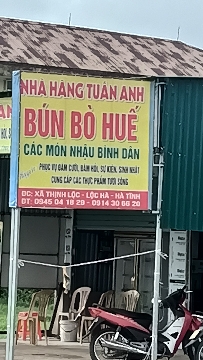 NHÀ HÀNG TUẤN ANH
BÚN BÒ HUẾ
CÁC MÓN NHẬU BÌNH DÂN
PHỤC VỤ ĐÁM CƯỚI, ĐÁM HỎI, SỰ KIỆN, SINH NHẬT
CUNG CẤP CÁC THỰC PHẨM TƯƠI SỐNG
ĐC: XÃ THỊNH LỘC - LỘC HÀ - HÀ TĨNH
ĐT: 0945 04 18 29 - 0914 30 66 26